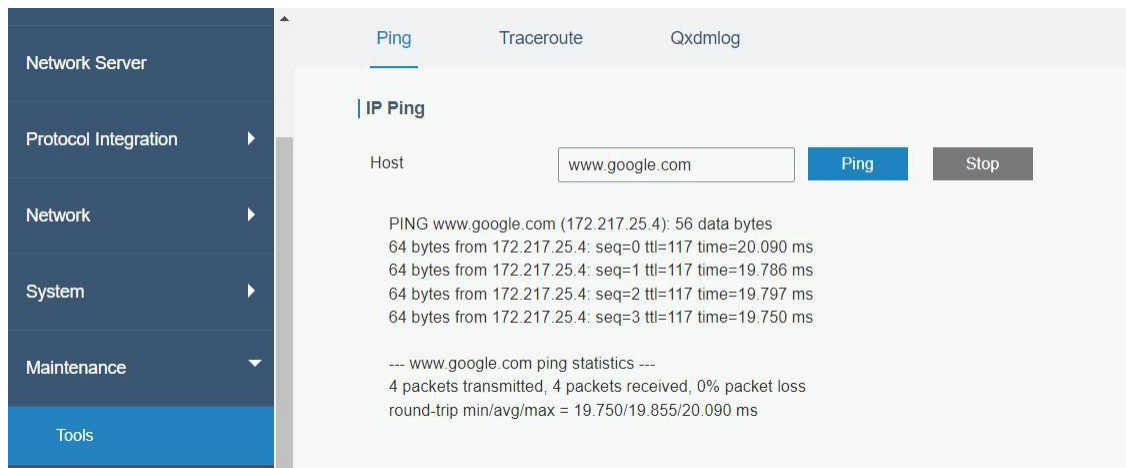 Network Server
Protocol Integration
Network
System
Maintenance
Tools
Ping Traceroute Qxdmlog
IP Ping
Host www.google.com Ping Stop
PING www.google.com (172.217.25.4): 56 data bytes
64 bytes from 172.217.25.4: seq=0 ttl=117 time=20.090 ms
64 bytes from 172.217.25.4: seq=1 ttl=117 time=19.786 ms
64 bytes from 172.217.25.4: seq=2 ttl=117 time=19.797 ms
64 bytes from 172.217.25.4: seq=3 ttl=117 time=19.750 ms
--- www.google.com ping statistics ---
4 packets transmitted, 4 packets received, 0% packet loss
round-trip min/avg/max = 19.750/19.855/20.090 ms